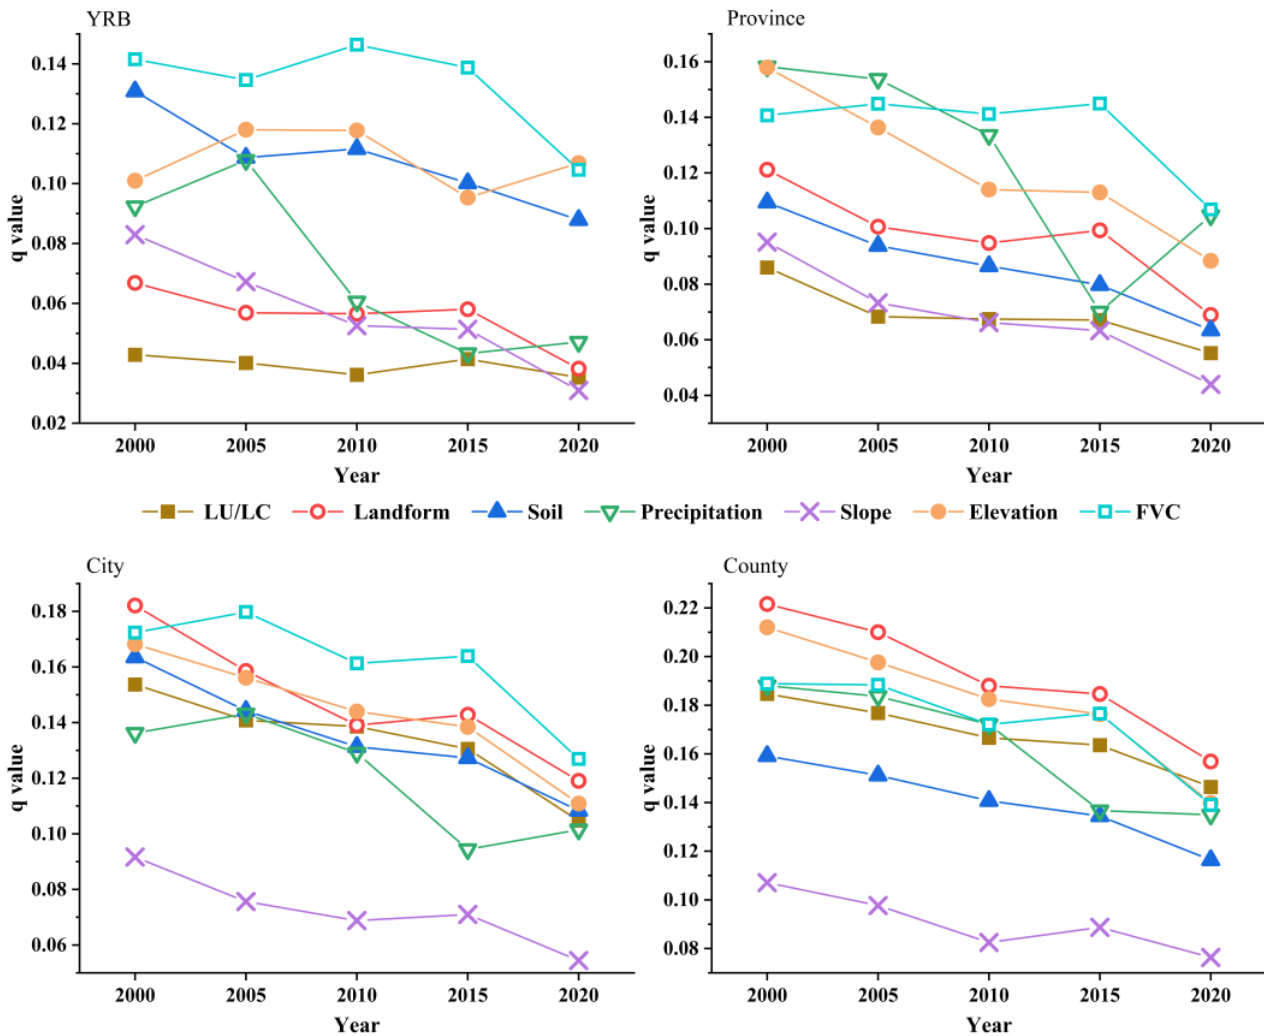 YRB
0.14
0.12
0.10
0.08
0.06
0.04
0.02
q value
2000 2005 2010 2015 2020
Year
Province
0.16
0.14
0.12
0.10
0.08
0.06
0.04
q value
2000 2005 2010 2015 2020
Year
LU/LC Landform Soil Precipitation Slope Elevation FVC
City
0.18
0.16
0.14
0.12
0.10
0.08
0.06
q value
2000 2005 2010 2015 2020
Year
County
0.22
0.20
0.18
0.16
0.14
0.12
0.10
0.08
q value
2000 2005 2010 2015 2020
Year